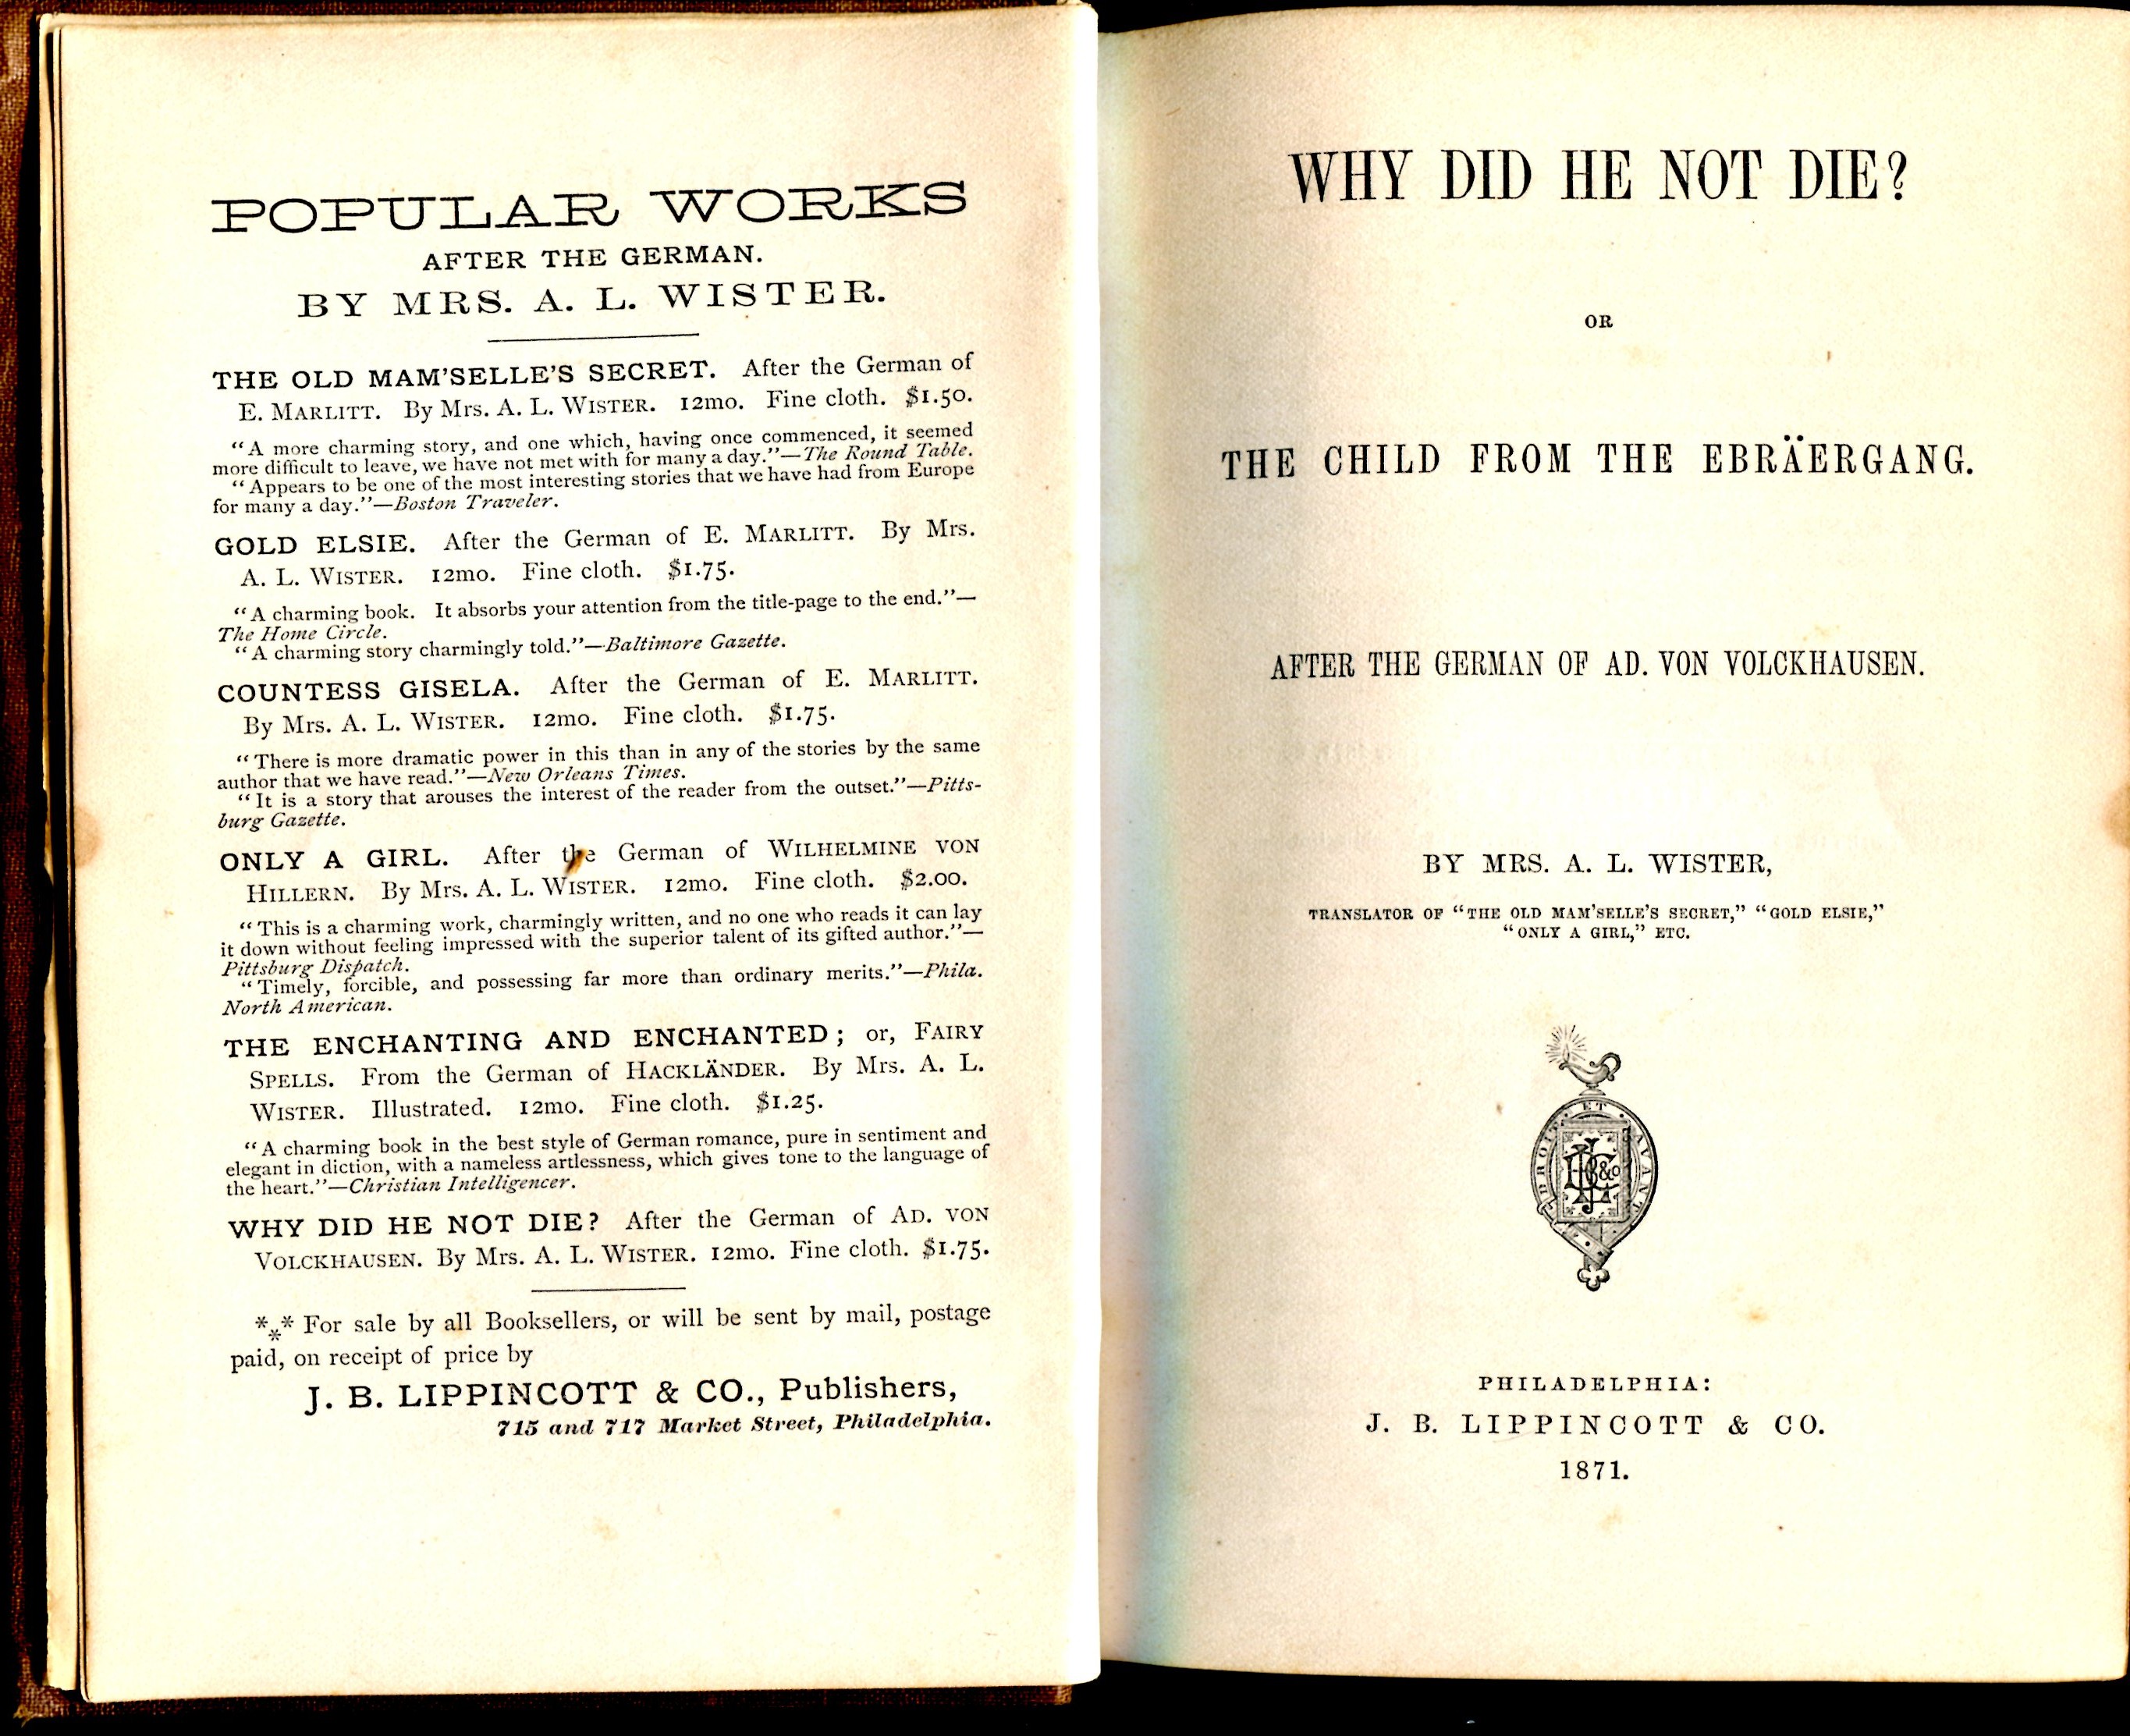 POPULAR WORKS
AFTER THE GERMAN.
BY MRS. A. L. WISTER.
THE OLD MAM'SELLE'S SECRET. After the German of
E. MARLITT. By Mrs. A. L. WISTER. 12mo. Fine cloth. $1.50.
"A more charming story, and one which, having once commenced, it seemed
more difficult to leave, we have not met with for many a day."—The Round Table.
"Appears to be one of the most interesting stories that we have had from Europe
for many a day."—Boston Traveler.
GOLD ELSIE. After the German of E. MARLITT. By Mrs.
A. L. WISTER. 12mo. Fine cloth. $1.75.
"A charming book. It absorbs your attention from the title-page to the end."—
The Home Circle.
"A charming story charmingly told."—Baltimore Gazette.
COUNTESS GISELA. After the German of E. MARLITT.
By Mrs. A. L. WISTER. 12mo. Fine cloth. $1.75.
"There is more dramatic power in this than in any of the stories by the same
author that we have read."—New Orleans Times.
"It is a story that arouses the interest of the reader from the outset."—Pitts-
burg Gazette.
ONLY A GIRL. After the German of WILHELMINE VON
HILLERN. By Mrs. A. L. WISTER. 12mo. Fine cloth. $2.00.
"This is a charming work, charmingly written, and no one who reads it can lay
it down without feeling impressed with the superior talent of its gifted author."—
Pittsburg Dispatch.
"Timely, forcible, and possessing far more than ordinary merits."—Phila.
North American.
THE ENCHANTING AND ENCHANTED; or, FAIRY
SPELLS. From the German of HACKLÄNDER. By Mrs. A. L.
WISTER. Illustrated. 12mo. Fine cloth. $1.25.
"A charming book in the best style of German romance, pure in sentiment and
elegant in diction, with a nameless artlessness, which gives tone to the language of
the heart."—Christian Intelligencer.
WHY DID HE NOT DIE? After the German of AD. VON
VOLCKHAUSEN. By Mrs. A. L. WISTER. 12mo. Fine cloth. $1.75.
*** For sale by all Booksellers, or will be sent by mail, postage
paid, on receipt of price by
J. B. LIPPINCOTT & CO., Publishers,
715 and 717 Market Street, Philadelphia.
WHY DID HE NOT DIE?
OR
THE CHILD FROM THE EBRÄERGANG.
AFTER THE GERMAN OF AD. VON VOLCKHAUSEN.
BY MRS. A. L. WISTER,
TRANSLATOR OF "THE OLD MAM'SELLE'S SECRET," "GOLD ELSIE,"
"ONLY A GIRL," ETC.
DROIT ET AVANT
JBL & Co
PHILADELPHIA:
J. B. LIPPINCOTT & CO.
1871.